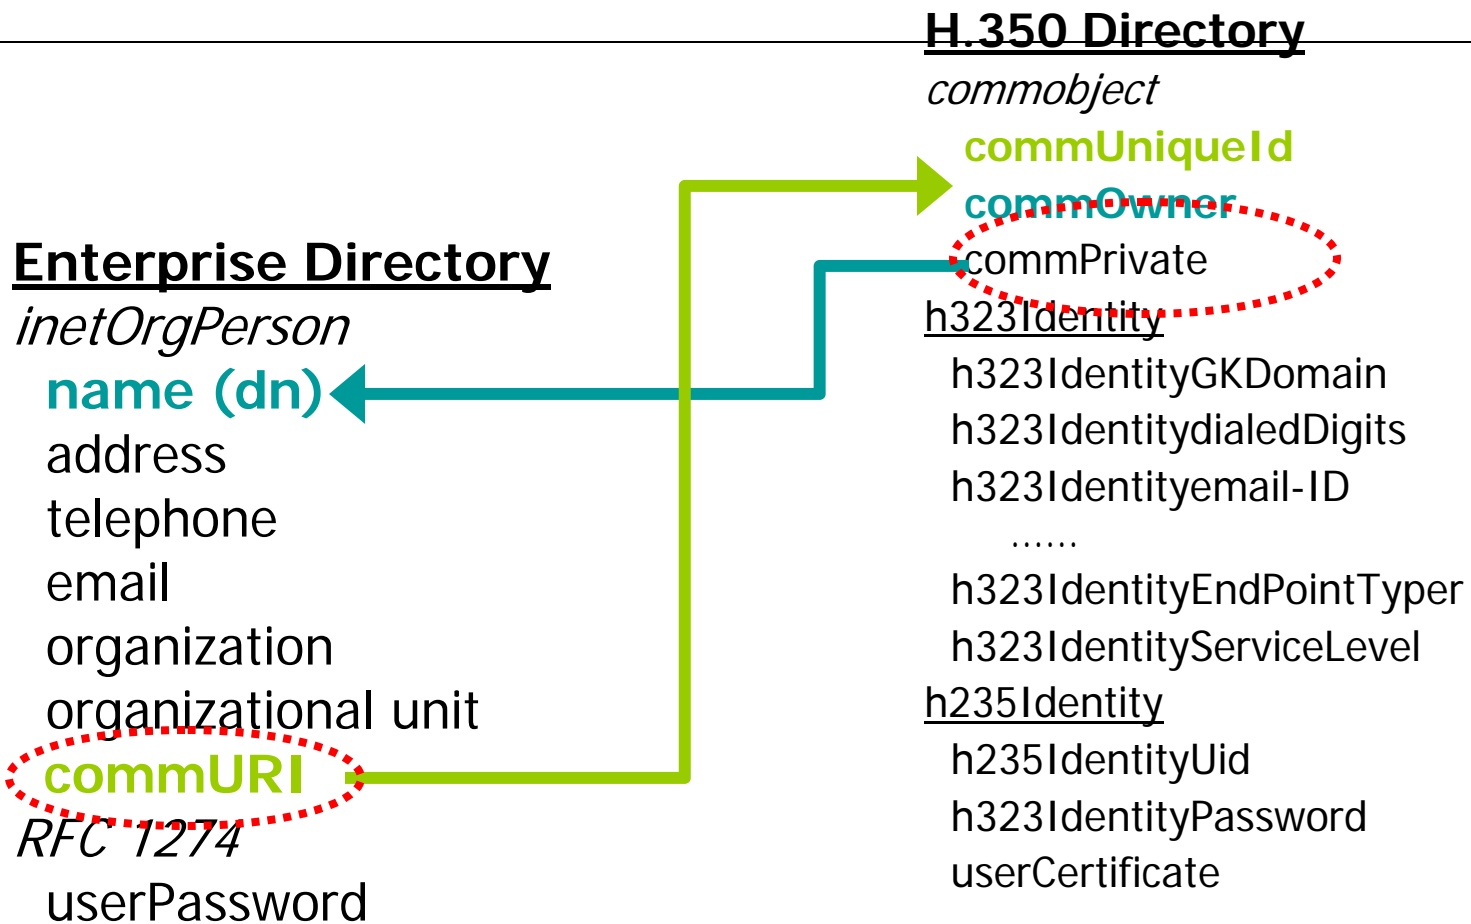 H.350 Directory
commobject
commUniqueId
commOwner
commPrivate
h323Identity
h323IdentityGKDomain
h323IdentitydialedDigits
h323Identityemail-ID
......
h323IdentityEndPointTyper
h323IdentityServiceLevel
h235Identity
h235IdentityUid
h323IdentityPassword
userCertificate
Enterprise Directory
inetOrgPerson
name (dn)
address
telephone
email
organization
organizational unit
commURI
RFC 1274
userPassword